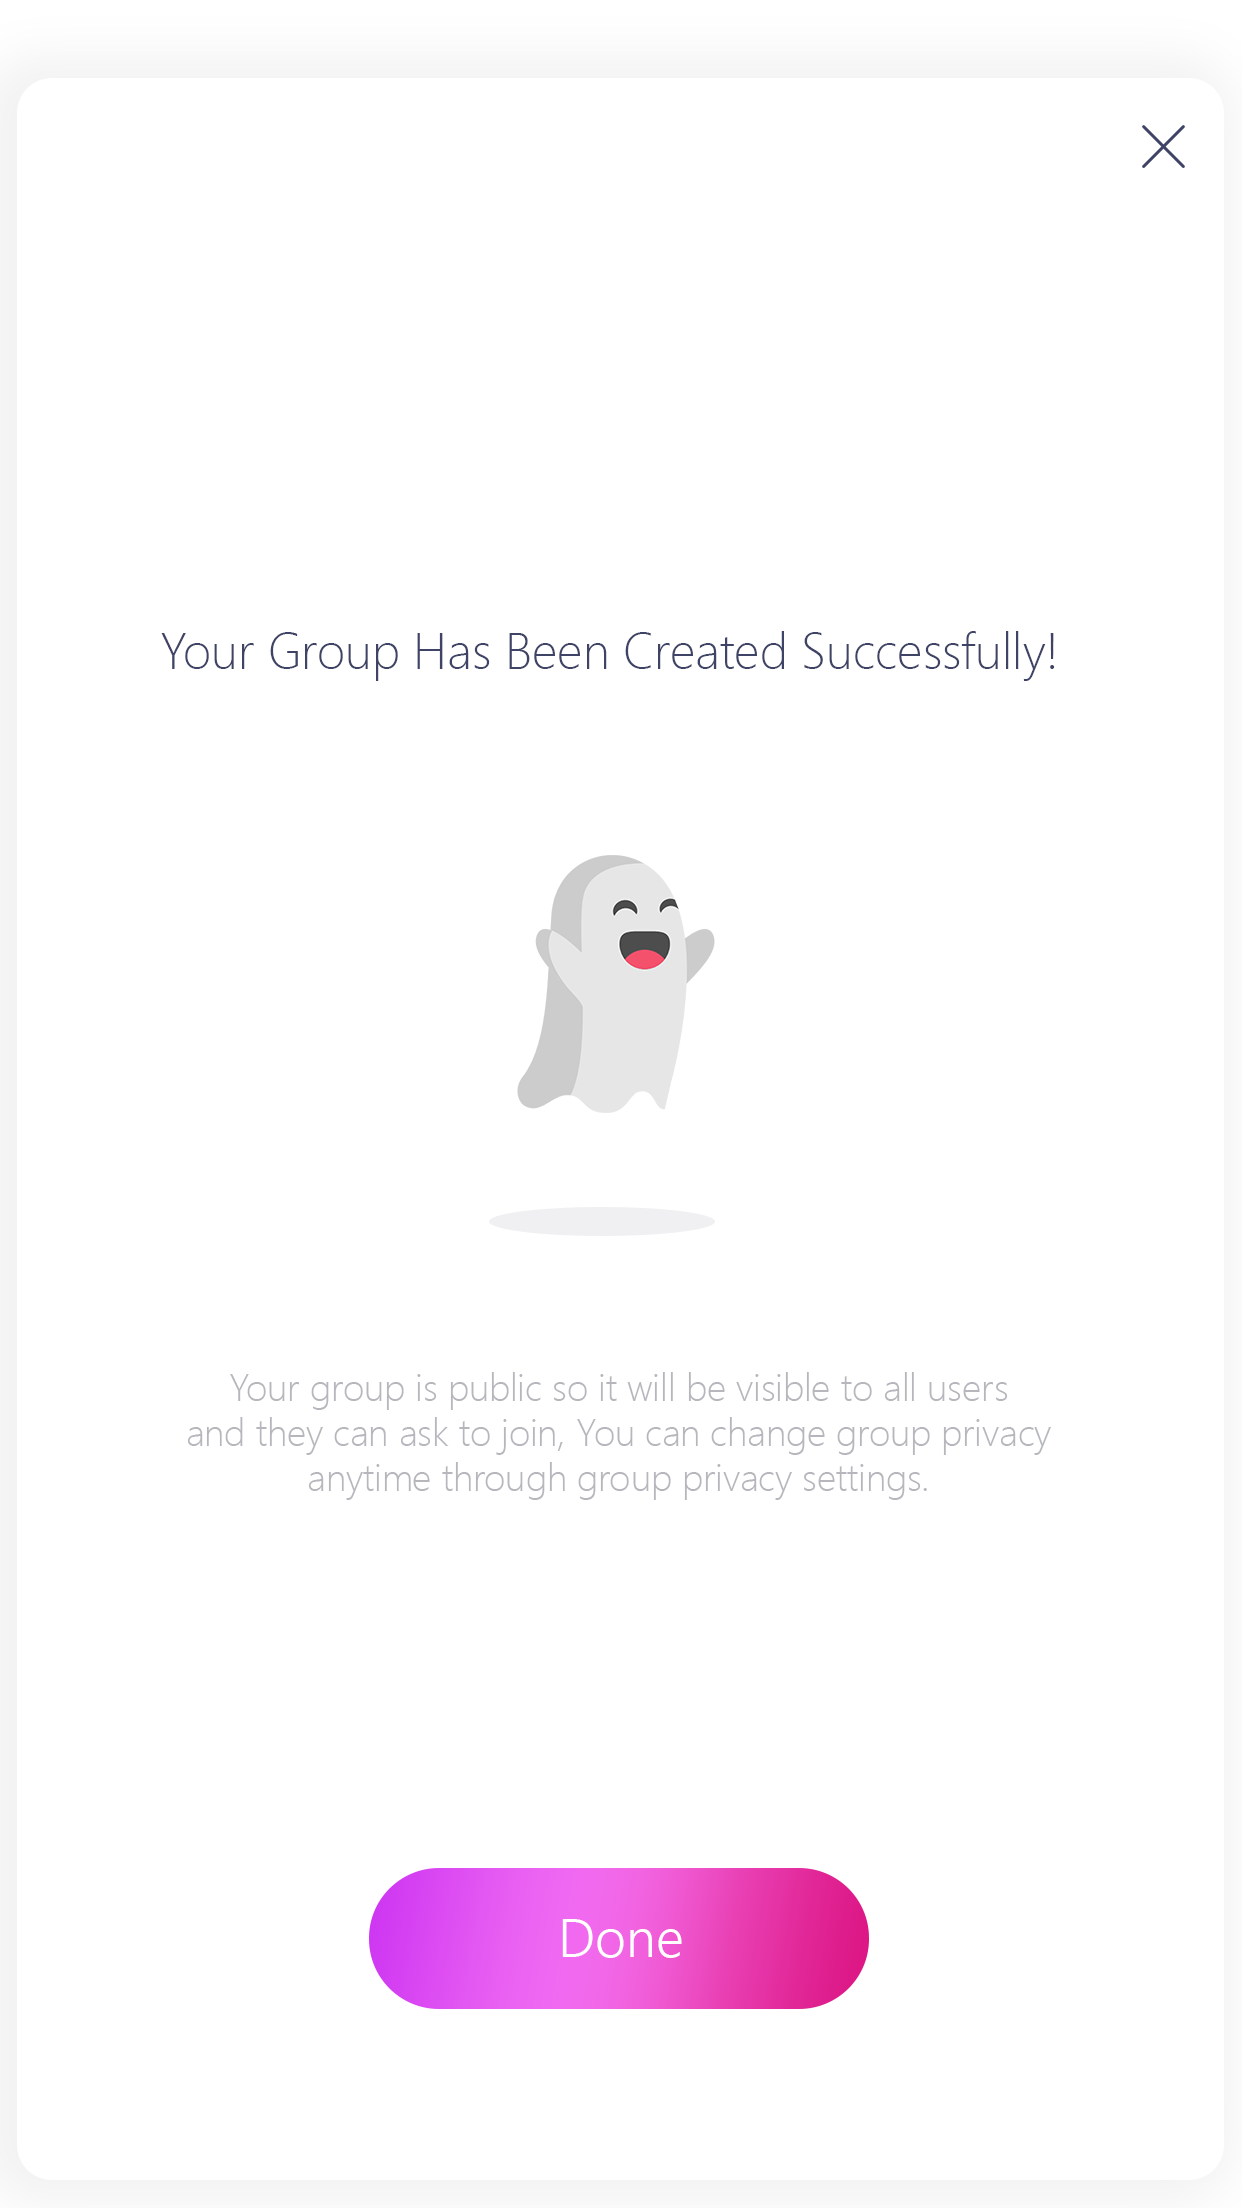 Your Group Has Been Created Successfully!
Your group is public so it will be visible to all users
and they can ask to join, You can change group privacy
anytime through group privacy settings.
Done